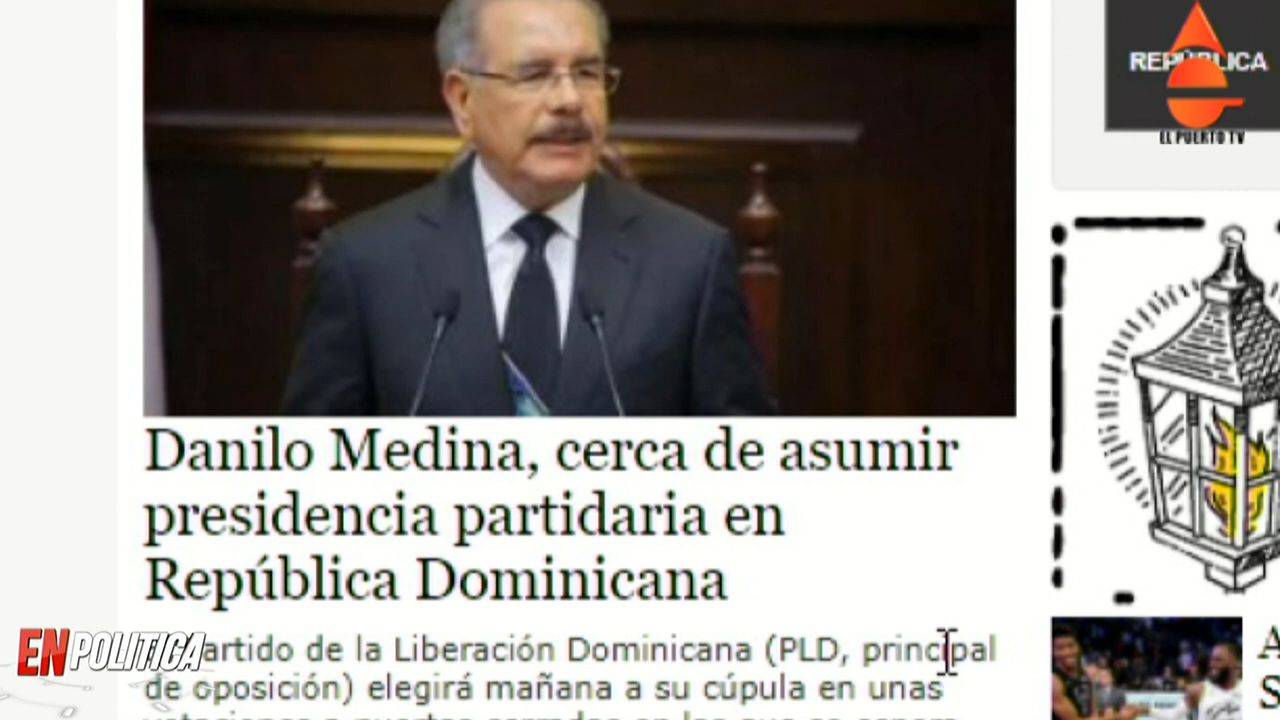 REPÚBLICA
EL PUERTO TV
Danilo Medina, cerca de asumir
presidencia partidaria en
República Dominicana
EN POLITICA
artido de la Liberación Dominicana (PLD, principal
de oposición) elegirá mañana a su cúpula en unas
A
S